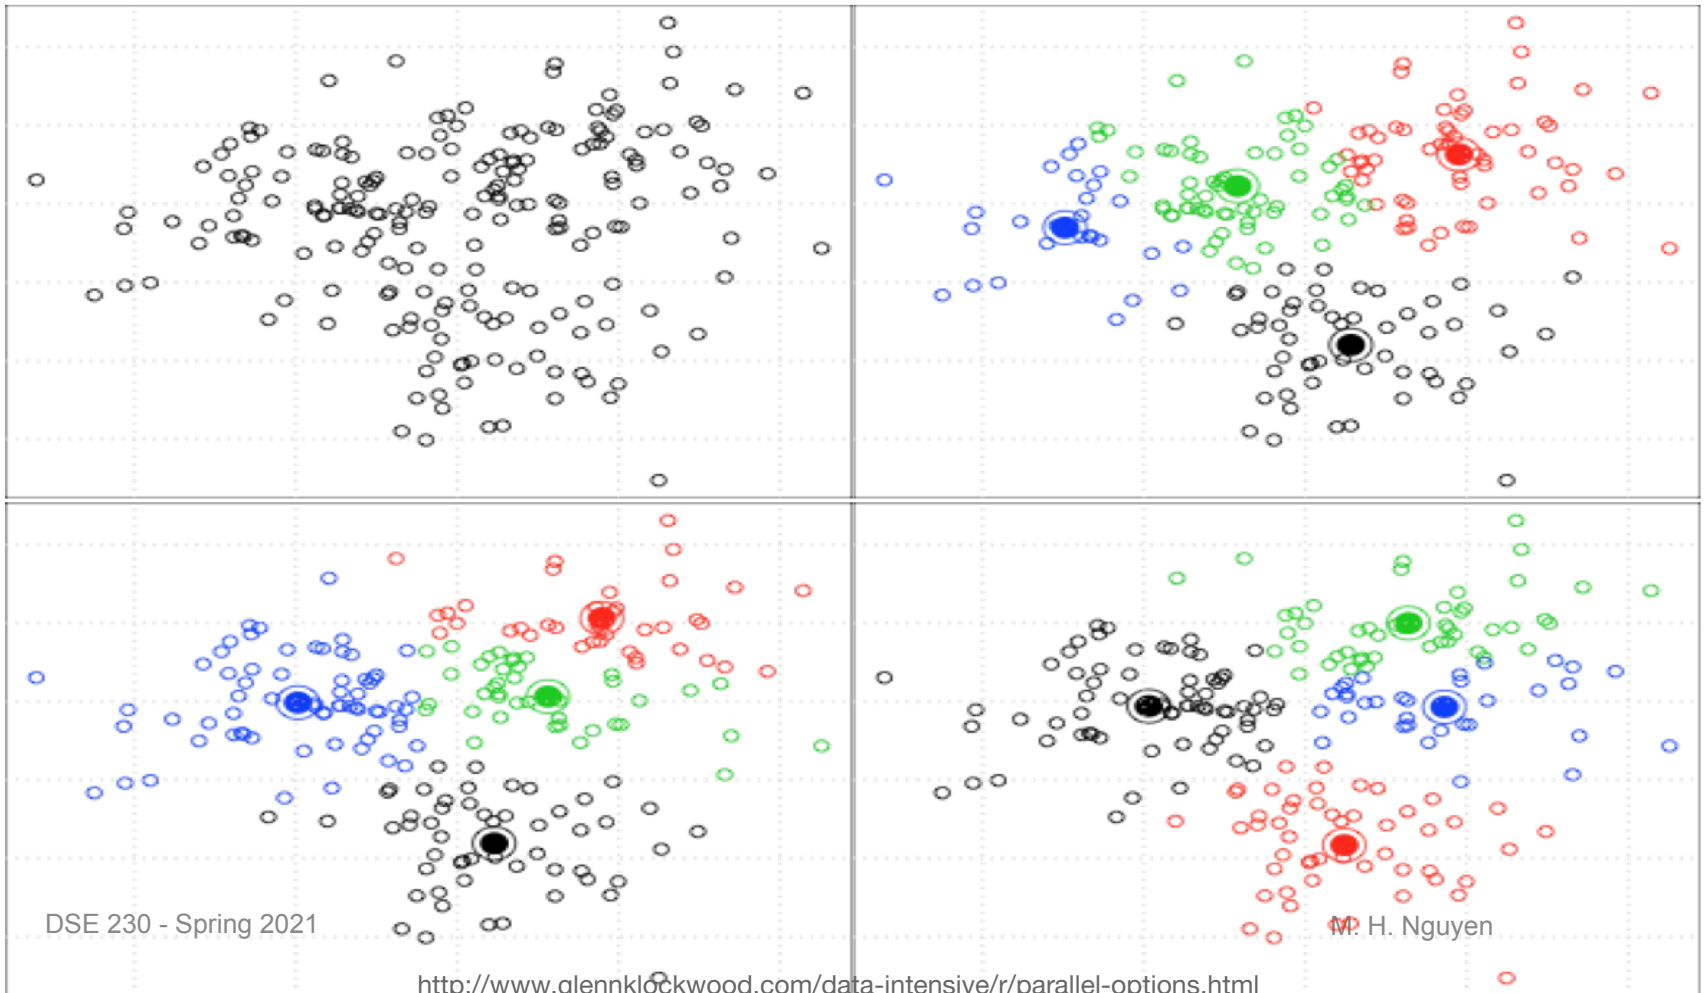 DSE 230 - Spring 2021
M. H. Nguyen
http://www.glennklockwood.com/data-intensive/r/parallel-options.html